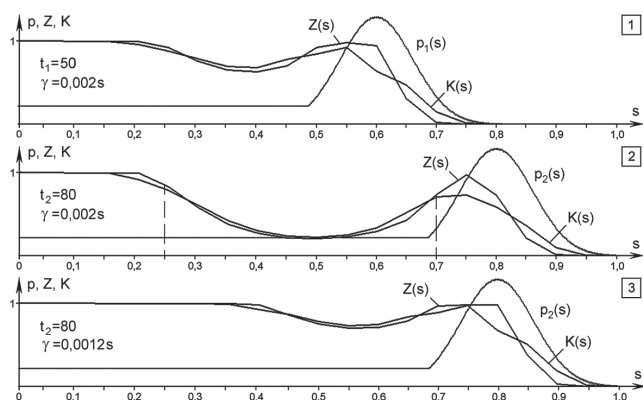 p, Z, K
1
Z(s)
p₁(s)
1
t₁=50
γ=0,002s
K(s)
s
0 0,1 0,2 0,3 0,4 0,5 0,6 0,7 0,8 0,9 1,0
p, Z, K
2
Z(s)
p₂(s)
1
t₂=80
γ=0,002s
K(s)
s
0 0,1 0,2 0,3 0,4 0,5 0,6 0,7 0,8 0,9 1,0
p, Z, K
3
Z(s)
p₂(s)
1
t₂=80
γ=0,0012s
K(s)
s
0 0,1 0,2 0,3 0,4 0,5 0,6 0,7 0,8 0,9 1,0